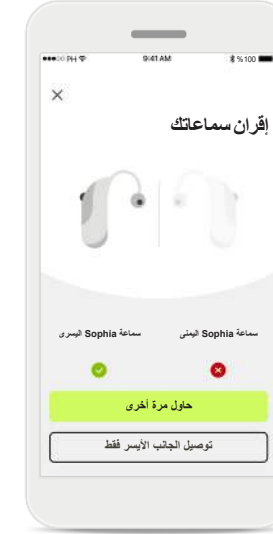 PH 9:41 AM %100
إقران سماعاتك
سماعة Sophia اليمنى
سماعة Sophia اليسرى
حاول مرة أخرى
توصيل الجانب الأيسر فقط